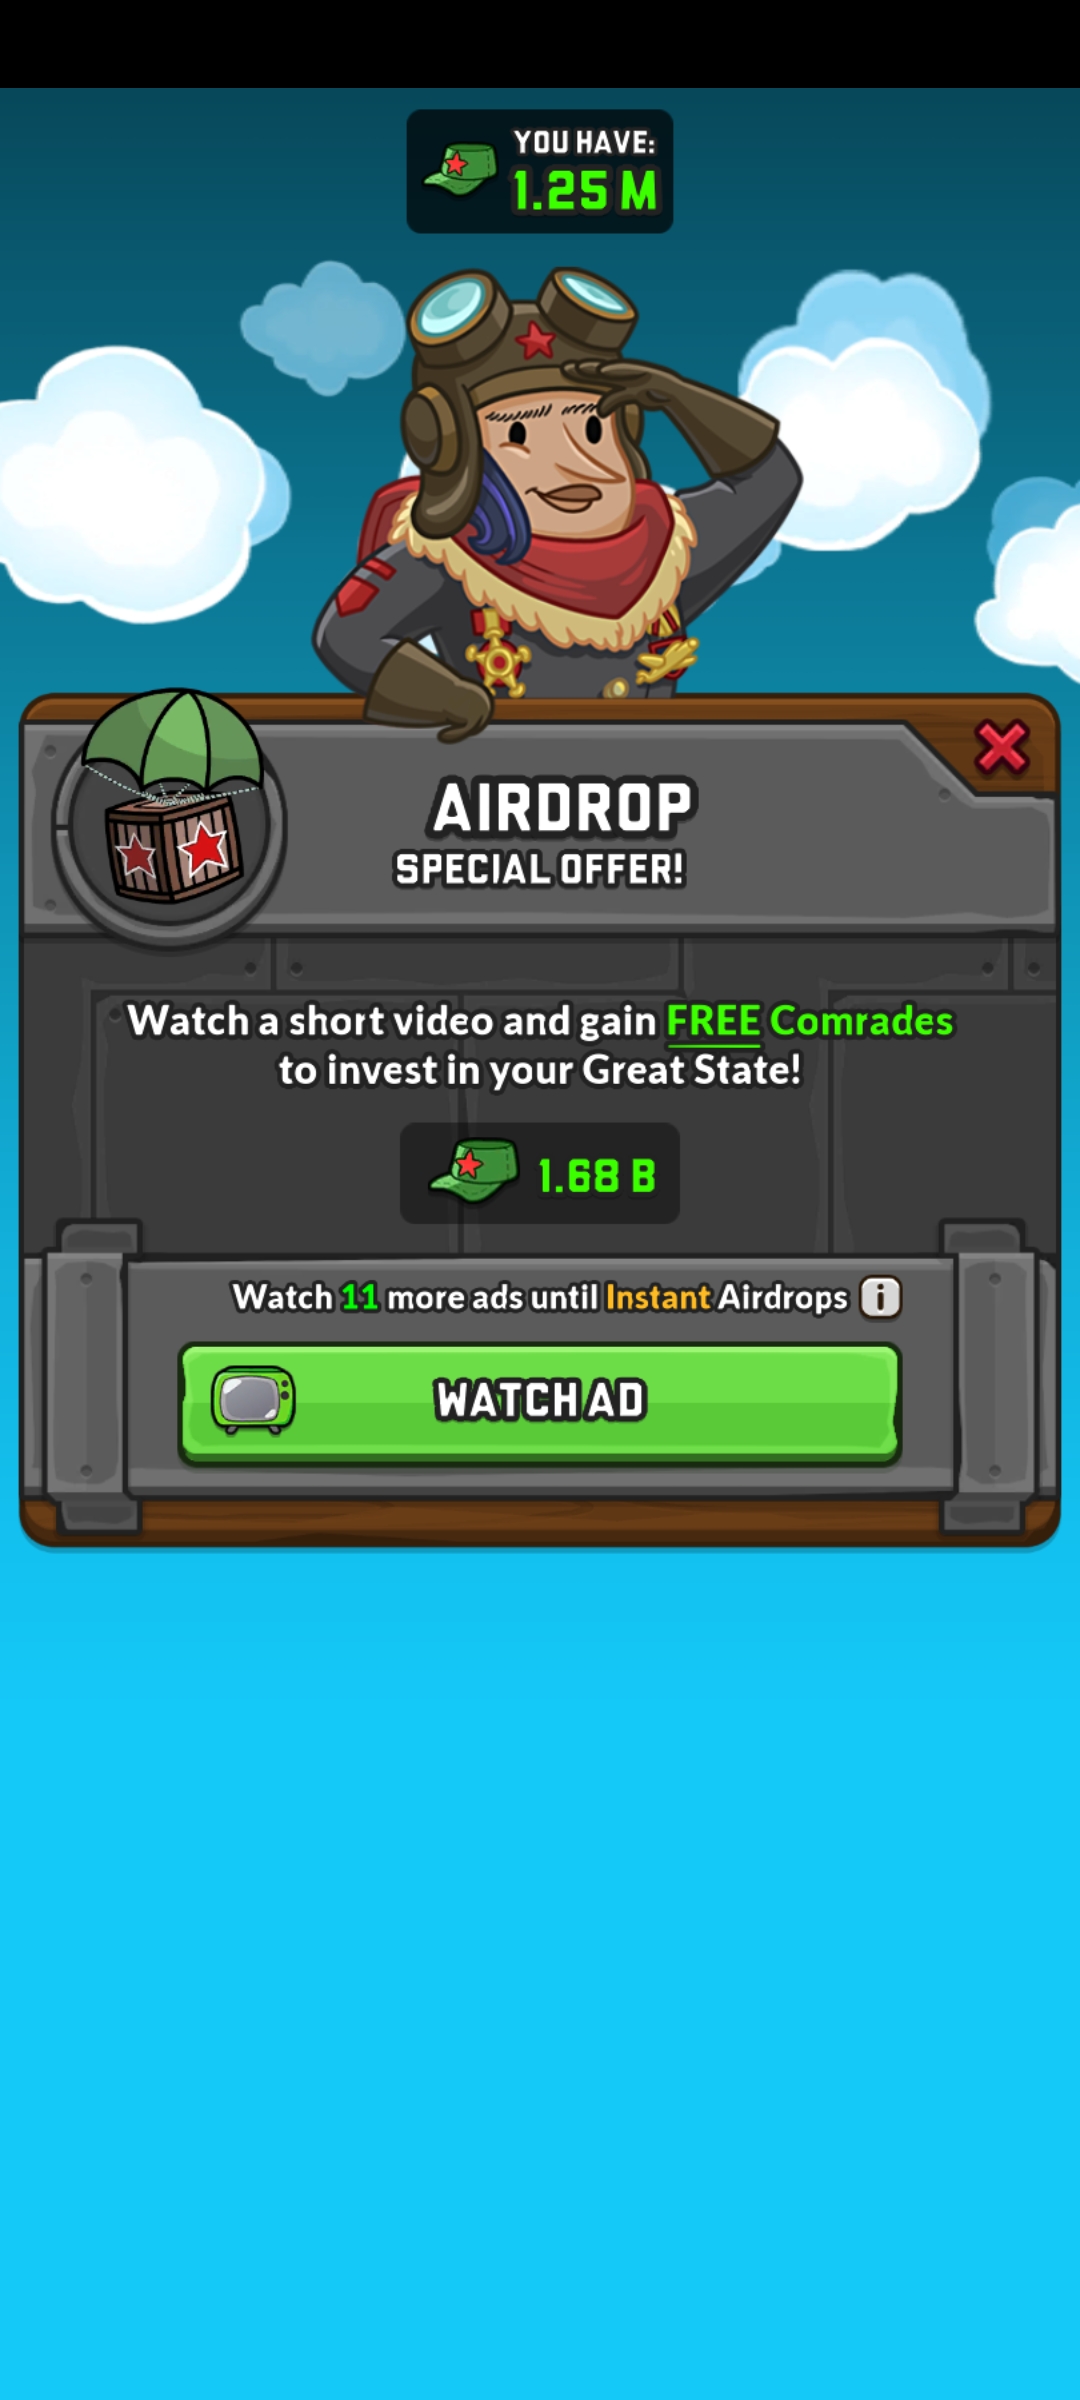 YOU HAVE:
1.25 M
AIRDROP
SPECIAL OFFER!
Watch a short video and gain FREE Comrades
to invest in your Great State!
1.68 B
Watch 11 more ads until Instant Airdrops i
WATCH AD